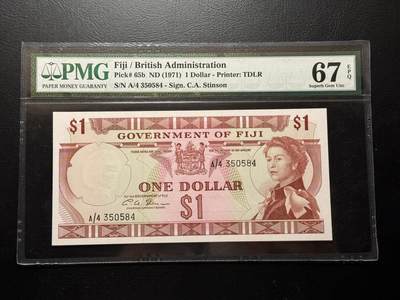 PMG
PAPER MONEY GUARANTY
Fiji / British Administration
Pick# 65b ND (1971) 1 Dollar - Printer: TDLR
S/N A/4 350584 - Sign. C.A. Stinson
67 EPQ
Superb Gem Unc
$1 $1
GOVERNMENT OF FIJI
A/4 350584
ONE DOLLAR
$1
A/4 350584